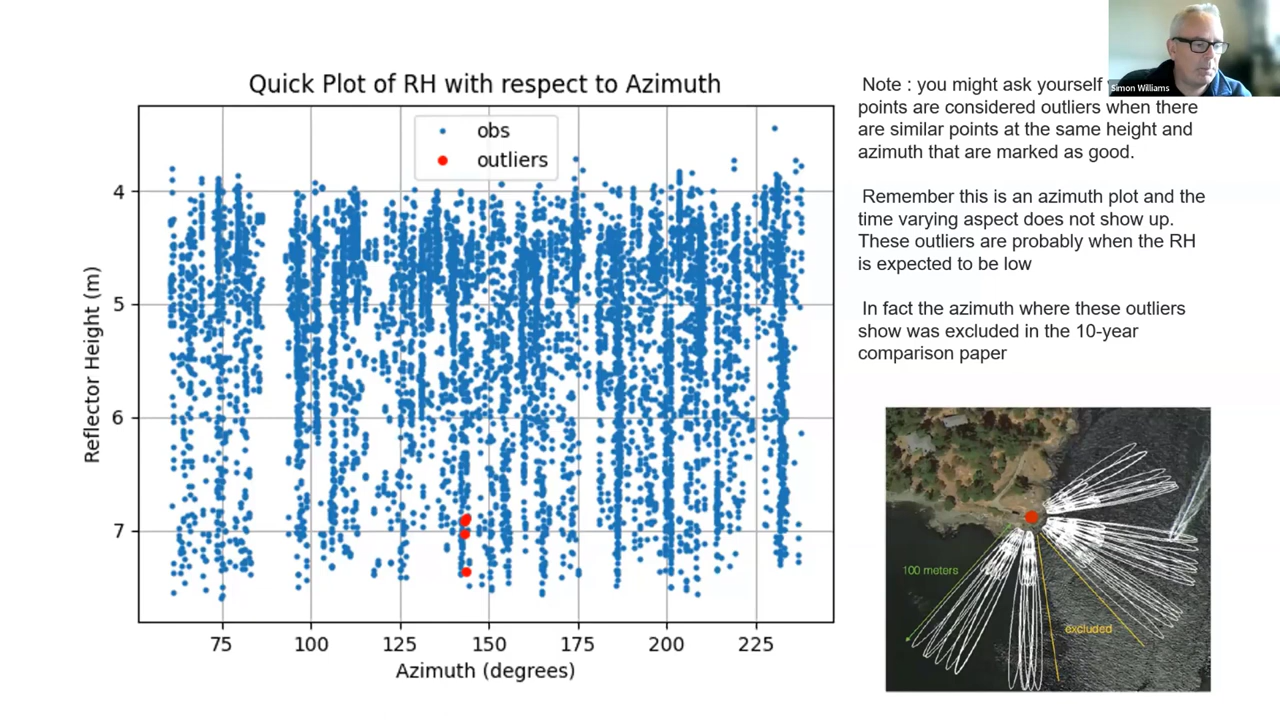 Quick Plot of RH with respect to Azimuth
obs
outliers
4
5
6
7
Reflector Height (m)
75 100 125 150 175 200 225
Azimuth (degrees)
Simon Williams
Note : you might ask yourself
points are considered outliers when there
are similar points at the same height and
azimuth that are marked as good.
Remember this is an azimuth plot and the
time varying aspect does not show up.
These outliers are probably when the RH
is expected to be low
In fact the azimuth where these outliers
show was excluded in the 10-year
comparison paper
100 meters
excluded